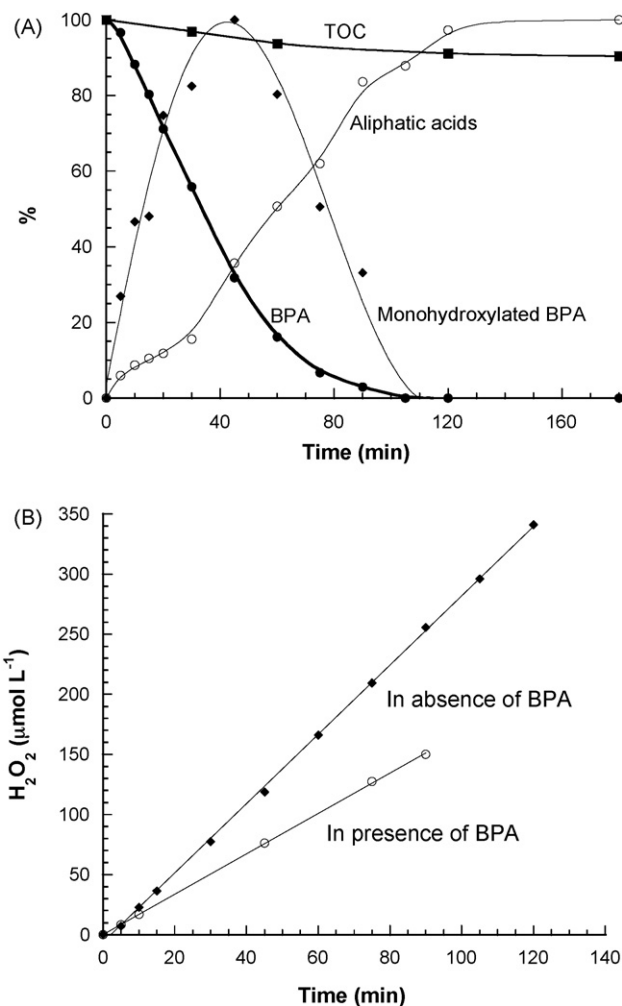 (A)
100
80
60
40
20
0
%
TOC
Aliphatic acids
BPA
Monohydroxylated BPA
0 40 80 120 160
Time (min)
(B)
350
300
250
200
150
100
50
0
H₂O₂ (μmol L⁻¹)
In absence of BPA
In presence of BPA
0 20 40 60 80 100 120 140
Time (min)